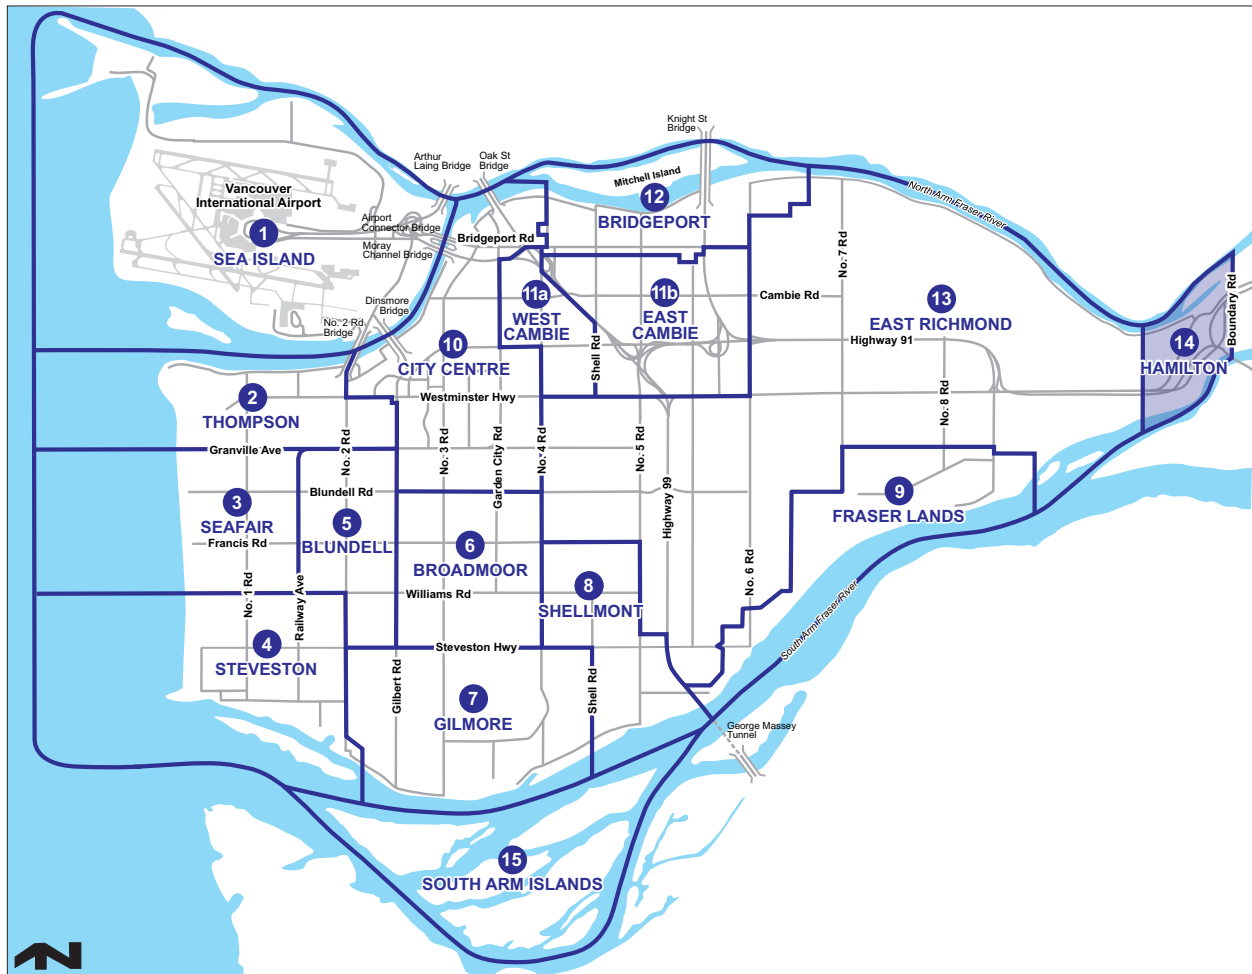 Knight St
Bridge
Arthur
Laing Bridge
Oak St
Bridge
Mitchell Island
12
BRIDGEPORT
North Arm Fraser River
Vancouver
International Airport
1
SEA ISLAND
Airport
Connector Bridge
Moray
Channel Bridge
Bridgeport Rd
No. 7 Rd
Boundary Rd
Dinsmore
Bridge
No. 2 Rd
Bridge
11a
WEST
CAMBIE
11b
EAST
CAMBIE
Cambie Rd
13
EAST RICHMOND
Highway 91
14
HAMILTON
10
CITY CENTRE
Shell Rd
Westminster Hwy
2
THOMPSON
Granville Ave
No. 2 Rd
No. 3 Rd
Garden City Rd
No. 4 Rd
No. 5 Rd
No. 8 Rd
Blundell Rd
3
SEAFAIR
Francis Rd
5
BLUNDELL
6
BROADMOOR
Highway 99
9
FRASER LANDS
No. 6 Rd
No. 1 Rd
Railway Ave
Williams Rd
8
SHELLMONT
South Arm Fraser River
4
STEVESTON
Steveston Hwy
Gilbert Rd
7
GILMORE
Shell Rd
George Massey
Tunnel
15
SOUTH ARM ISLANDS
N